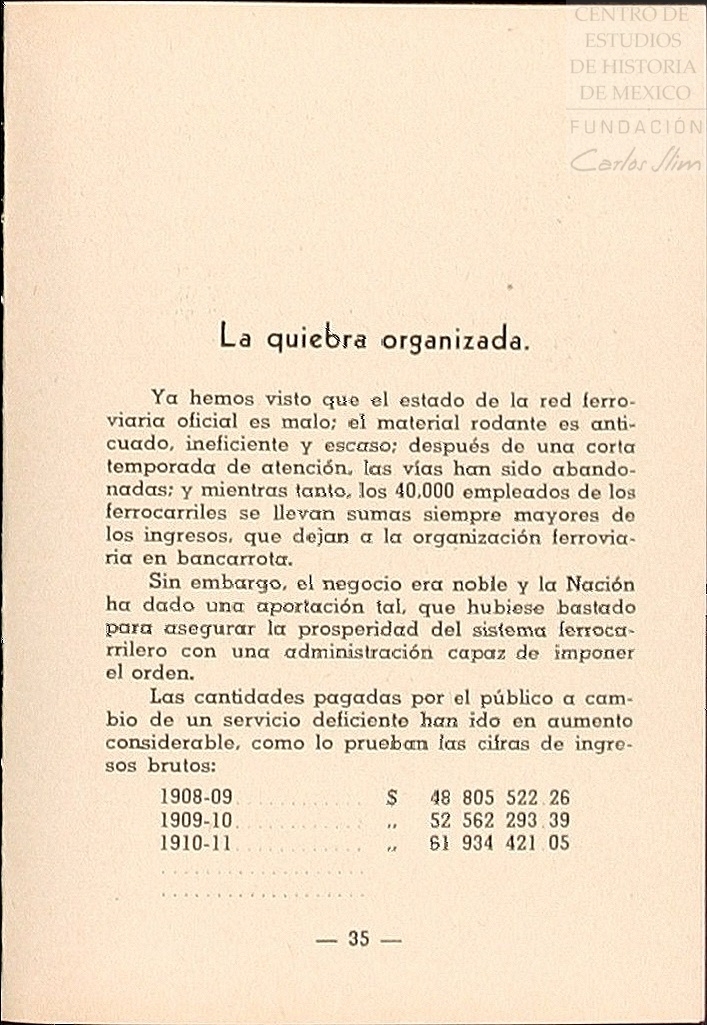 CENTRO DE
ESTUDIOS
DE HISTORIA
DE MEXICO
FUNDACIÓN
Carlos Slim
La quiebra organizada.
Ya hemos visto que el estado de la red ferro-
viaria oficial es malo; el material rodante es anti-
cuado, ineficiente y escaso; después de una corta
temporada de atención, las vías han sido abando-
nadas; y mientras tanto, los 40,000 empleados de los
ferrocarriles se llevan sumas siempre mayores de
los ingresos, que dejan a la organización ferrovia-
ria en bancarrota.
Sin embargo, el negocio era noble y la Nación
ha dado una aportación tal, que hubiese bastado
para asegurar la prosperidad del sistema ferroca-
rrilero con una administración capaz de imponer
el orden.
Las cantidades pagadas por el público a cam-
bio de un servicio deficiente han ido en aumento
considerable, como lo prueban las cifras de ingre-
sos brutos:
1908-09 . . . . . . . . . . . $ 48 805 522.26
1909-10 . . . . . . . . . . . ,, 52 562 293.39
1910-11 . . . . . . . . . . . ,, 61 934 421.05
. . . . . . . . . . . . . . . . . .
. . . . . . . . . . . . . . . . . .
— 35 —